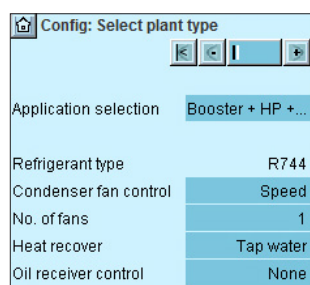 Config: Select plant type
Application selection Booster + HP +...
Refrigerant type R744
Condenser fan control Speed
No. of fans 1
Heat recover Tap water
Oil receiver control None